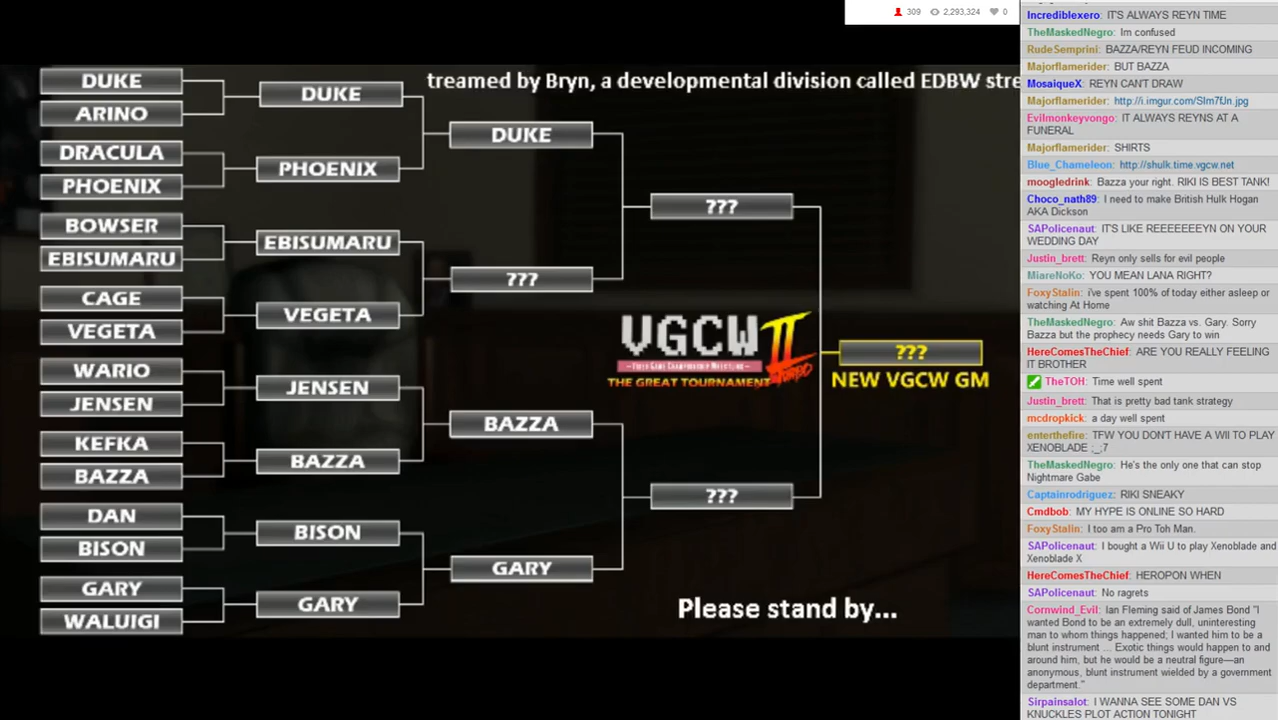 309 2,293,324 0
treamed by Bryn, a developmental division called EDBW stre
DUKE
ARINO
DRACULA
PHOENIX
BOWSER
EBISUMARU
CAGE
VEGETA
WARIO
JENSEN
KEFKA
BAZZA
DAN
BISON
GARY
WALUIGI
DUKE
PHOENIX
EBISUMARU
VEGETA
JENSEN
BAZZA
BISON
GARY
DUKE
???
BAZZA
GARY
???
???
VGCW II
VIDEO GAME CHAMPIONSHIP WRESTLING
TURBO
THE GREAT TOURNAMENT
???
NEW VGCW GM
Please stand by...
Incrediblexero: IT'S ALWAYS REYN TIME
TheMaskedNegro: Im confused
RudeSemprini: BAZZA/REYN FEUD INCOMING
Majorflamerider: BUT BAZZA
MosaiqueX: REYN CANT DRAW
Majorflamerider: http://i.imgur.com/SIm7fJn.jpg
Evilmonkeyvongo: IT ALWAYS REYNS AT A
FUNERAL
Majorflamerider: SHIRTS
Blue_Chameleon: http://shulk.time.vgcw.net
moogledrink: Bazza your right. RIKI IS BEST TANK!
Choco_nath89: I need to make British Hulk Hogan
AKA Dickson
SAPolicenaut: IT'S LIKE REEEEEEEYN ON YOUR
WEDDING DAY
Justin_brett: Reyn only sells for evil people
MiareNoKo: YOU MEAN LANA RIGHT?
FoxyStalin: i've spent 100% of today either asleep or
watching At Home
TheMaskedNegro: Aw shit Bazza vs. Gary. Sorry
Bazza but the prophecy needs Gary to win
HereComesTheChief: ARE YOU REALLY FEELING
IT BROTHER
TheTOH: Time well spent
Justin_brett: That is pretty bad tank strategy
mcdropkick: a day well spent
enterthefire: TFW YOU DON'T HAVE A WII TO PLAY
XENOBLADE ;_;7
TheMaskedNegro: He's the only one that can stop
Nightmare Gabe
Captainrodriguez: RIKI SNEAKY
Cmdbob: MY HYPE IS ONLINE SO HARD
FoxyStalin: I too am a Pro Toh Man.
SAPolicenaut: I bought a Wii U to play Xenoblade and
Xenoblade X
HereComesTheChief: HEROPON WHEN
SAPolicenaut: No ragrets
Cornwind_Evil: Ian Fleming said of James Bond "I
wanted Bond to be an extremely dull, uninteresting
man to whom things happened; I wanted him to be a
blunt instrument ... Exotic things would happen to and
around him, but he would be a neutral figure—an
anonymous, blunt instrument wielded by a government
department."
Sirpainsalot: I WANNA SEE SOME DAN VS
KNUCKLES PLOT ACTION TONIGHT